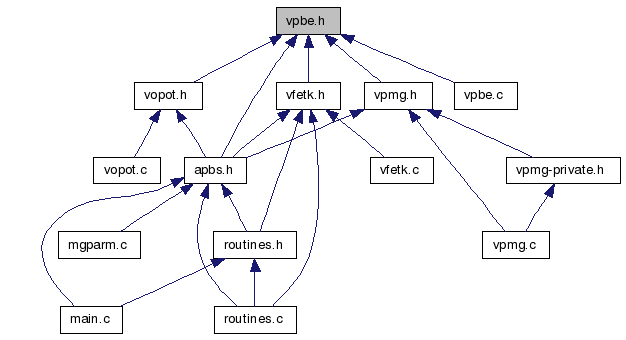 vpbe.h
vopot.h
vfetk.h
vpmg.h
vpbe.c
vopot.c
apbs.h
vfetk.c
vpmg-private.h
mgparm.c
routines.h
vpmg.c
main.c
routines.c